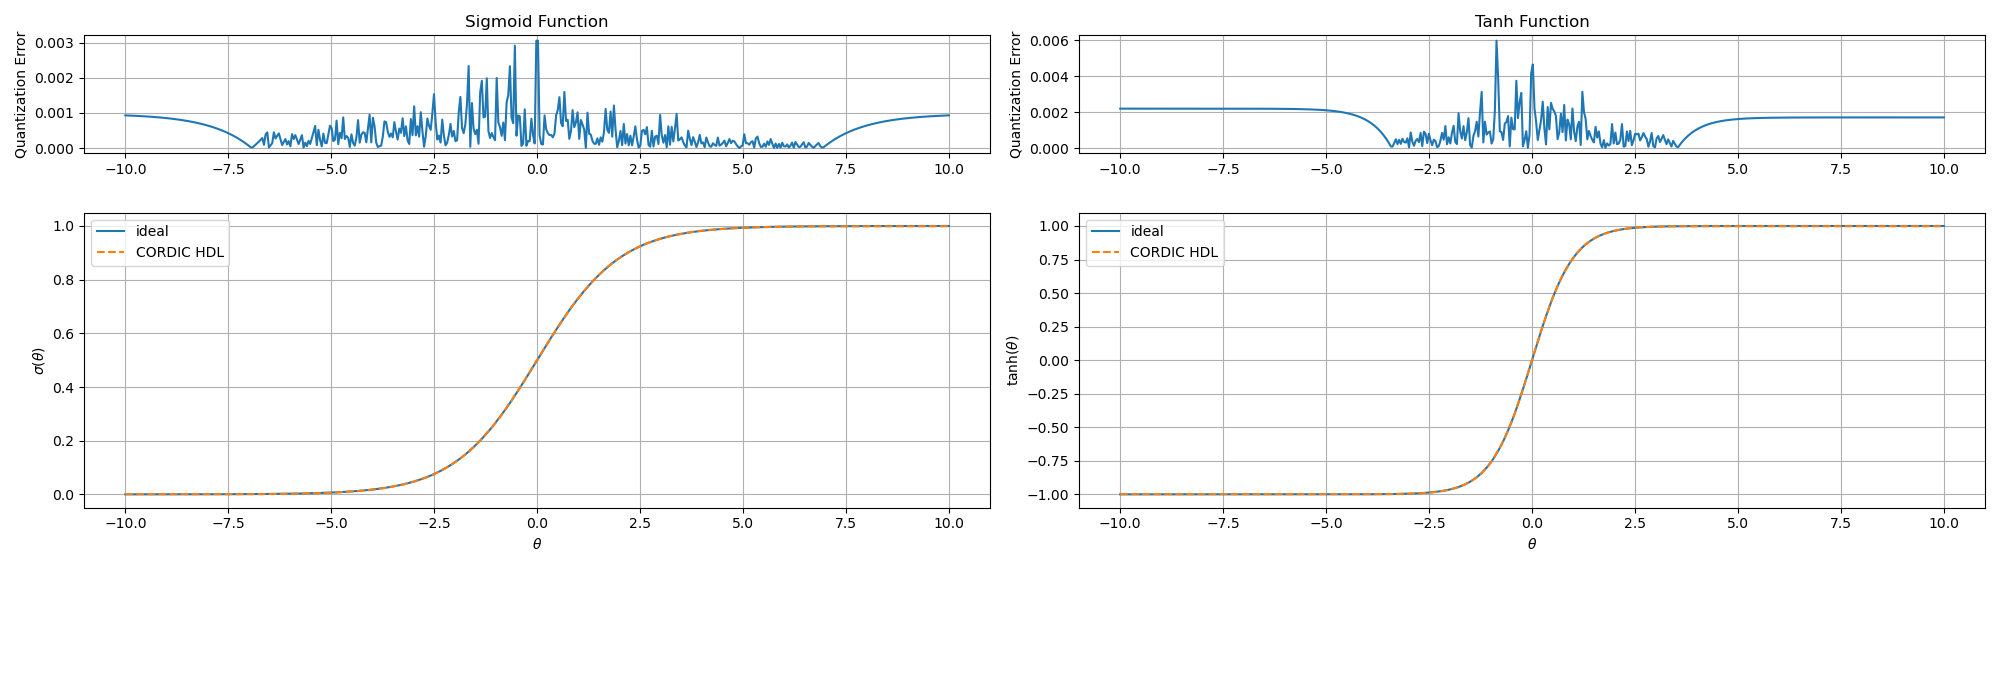 Sigmoid Function
Quantization Error
0.003
0.002
0.001
0.000
−10.0 −7.5 −5.0 −2.5 0.0 2.5 5.0 7.5 10.0
σ(θ)
1.0
0.8
0.6
0.4
0.2
0.0
ideal
CORDIC HDL
−10.0 −7.5 −5.0 −2.5 0.0 2.5 5.0 7.5 10.0
θ
Tanh Function
Quantization Error
0.006
0.004
0.002
0.000
−10.0 −7.5 −5.0 −2.5 0.0 2.5 5.0 7.5 10.0
tanh(θ)
1.00
0.75
0.50
0.25
0.00
−0.25
−0.50
−0.75
−1.00
ideal
CORDIC HDL
−10.0 −7.5 −5.0 −2.5 0.0 2.5 5.0 7.5 10.0
θ